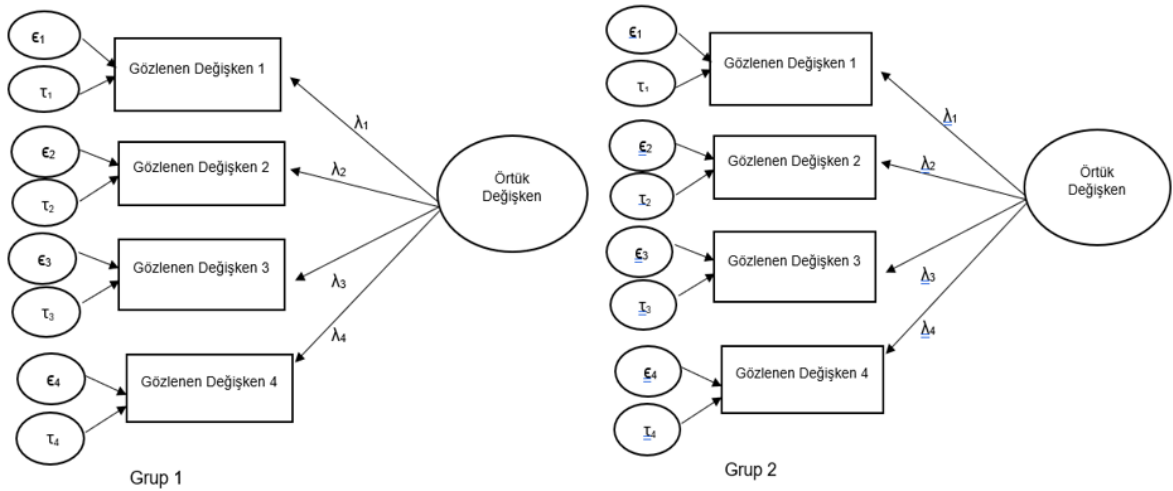 ϵ1
τ1
Gözlenen Değişken 1
ϵ2
τ2
Gözlenen Değişken 2
ϵ3
τ3
Gözlenen Değişken 3
ϵ4
τ4
Gözlenen Değişken 4
λ1
λ2
λ3
λ4
Örtük
Değişken
Grup 1
ϵ1
τ1
Gözlenen Değişken 1
ϵ2
τ2
Gözlenen Değişken 2
ϵ3
τ3
Gözlenen Değişken 3
ϵ4
τ4
Gözlenen Değişken 4
λ1
λ2
λ3
λ4
Örtük
Değişken
Grup 2